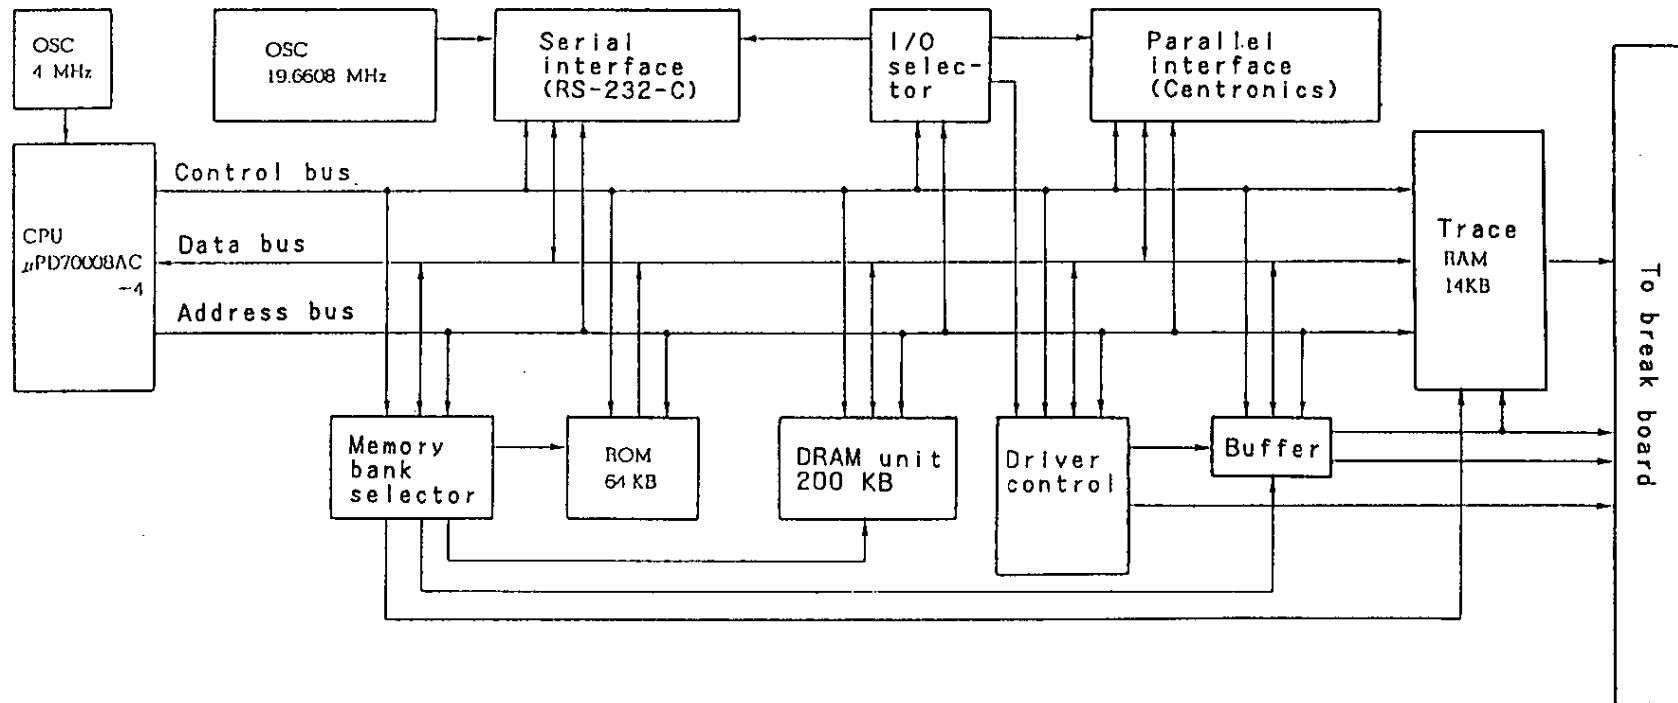 OSC
4 MHz
OSC
19.6608 MHz
Serial
interface
(RS-232-C)
I/O
selec-
tor
Parallel
interface
(Centronics)
Control bus
CPU
μPD70008AC
-4
Data bus
Address bus
Trace
RAM
14KB
To break board
Memory
bank
selector
ROM
64 KB
DRAM unit
200 KB
Driver
control
Buffer